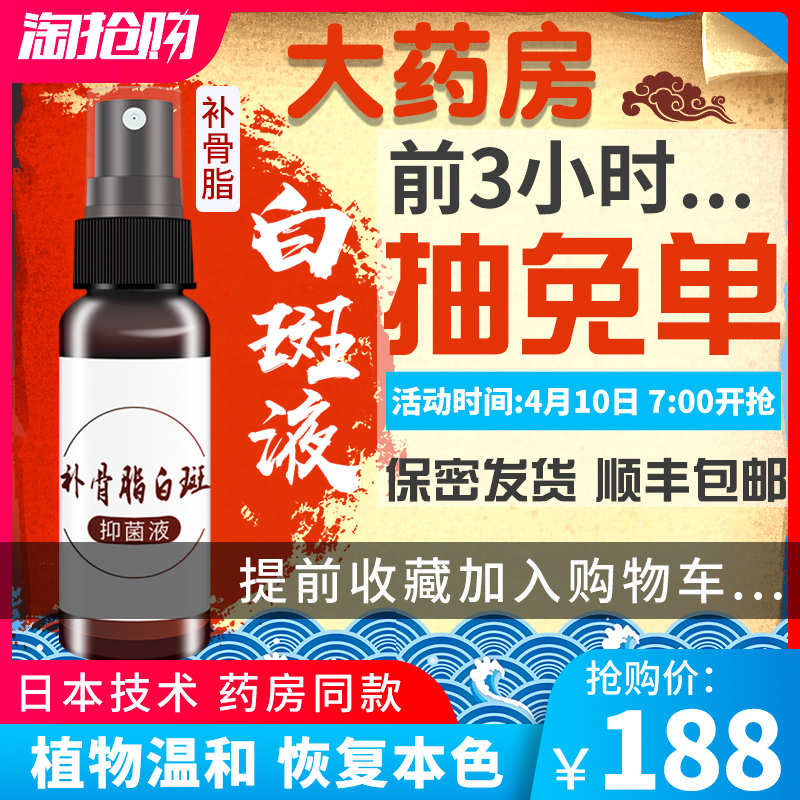 淘抢购
大药房
补骨脂
白斑液
前3小时...
抽免单
活动时间:4月10日 7:00开抢
保密发货 顺丰包邮
补骨脂白斑
抑菌液
提前收藏加入购物车...
日本技术 药房同款
植物温和 恢复本色
抢购价:
¥188